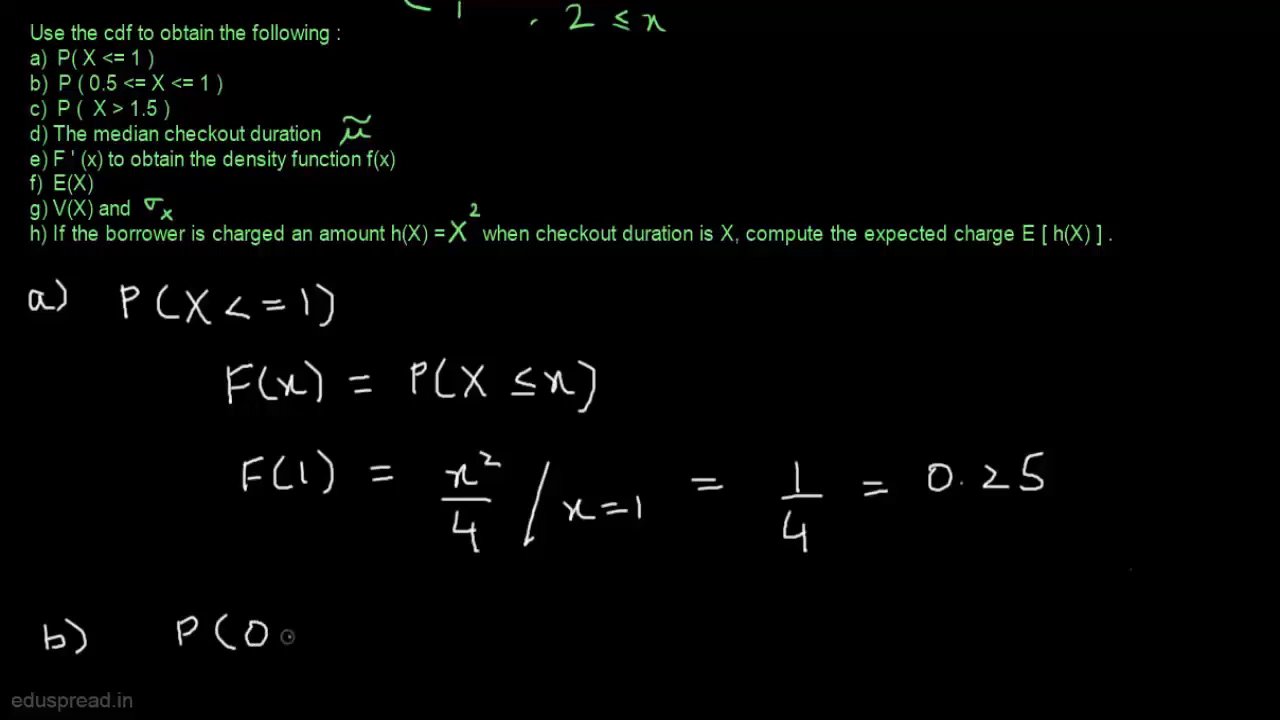 1 , 2 ≤ x
Use the cdf to obtain the following :
a) P( X <= 1 )
b) P ( 0.5 <= X <= 1 )
c) P ( X > 1.5 )
d) The median checkout duration μ̃
e) F ' (x) to obtain the density function f(x)
f) E(X)
g) V(X) and σx
h) If the borrower is charged an amount h(X) = X² when checkout duration is X, compute the expected charge E [ h(X) ] .
a) P(X <= 1)
F(x) = P(X ≤ x)
F(1) = x²/4 / x=1 = 1/4 = 0.25
b) P(0
eduspread.in